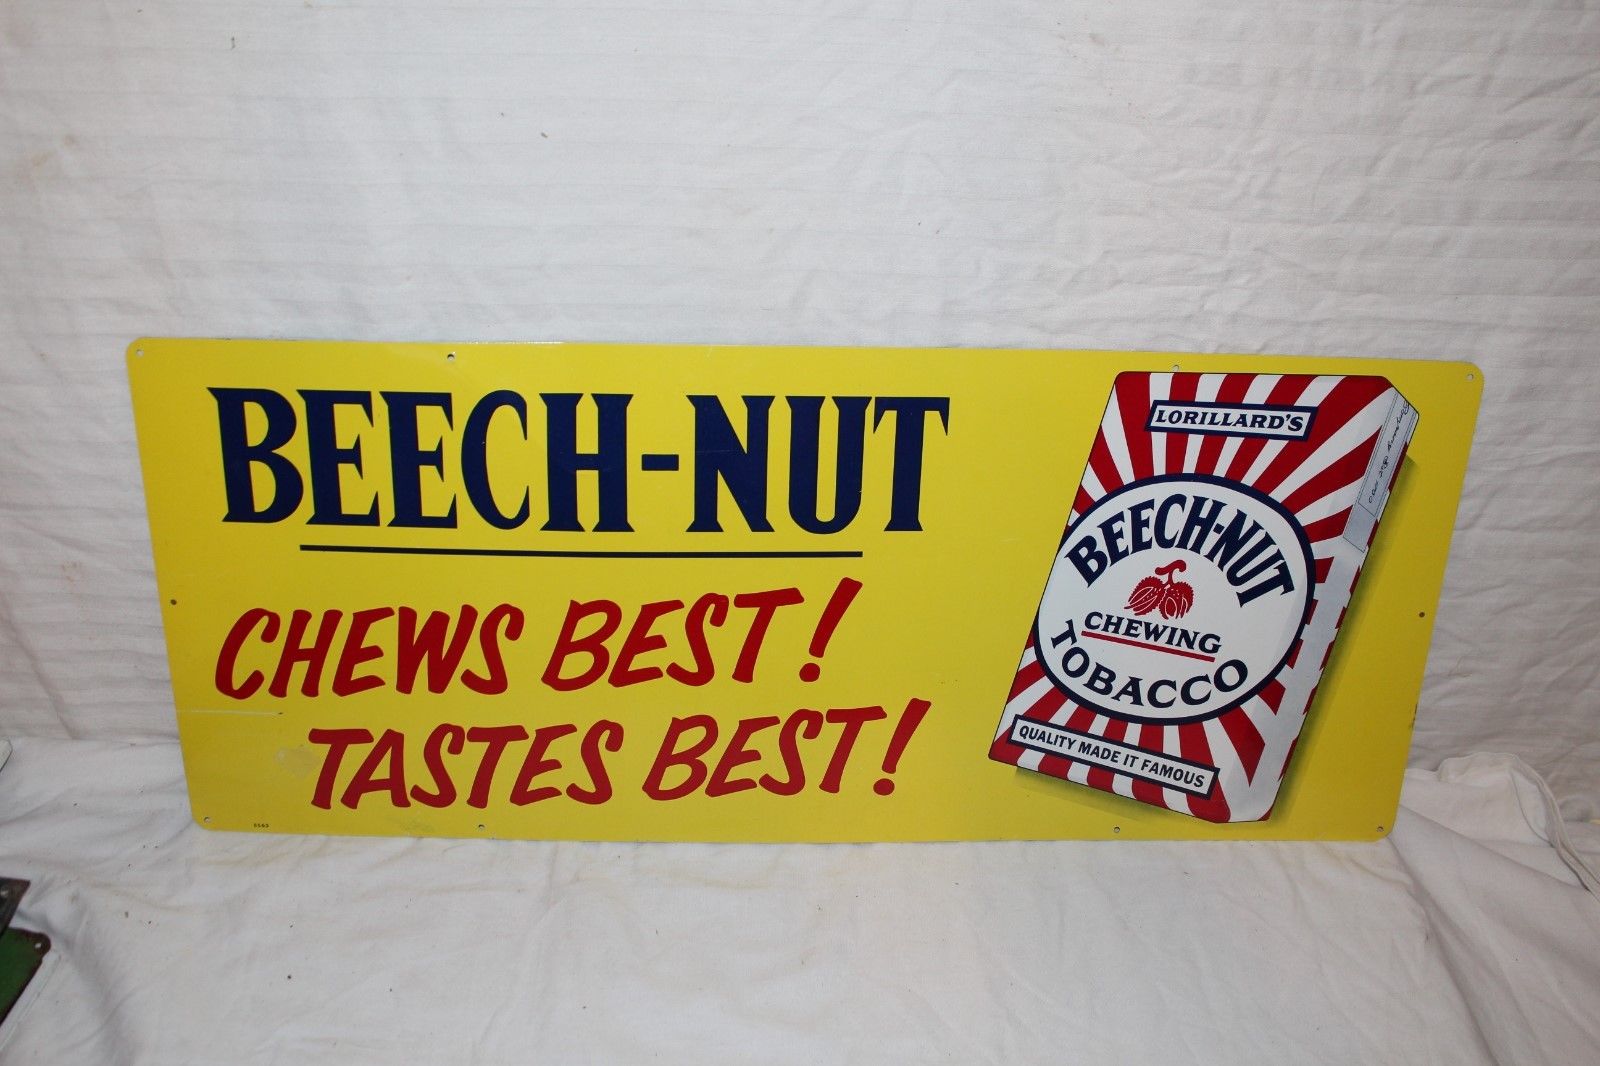 BEECH-NUT
CHEWS BEST!
TASTES BEST!
LORILLARD'S
BEECH-NUT
CHEWING
TOBACCO
QUALITY MADE IT FAMOUS